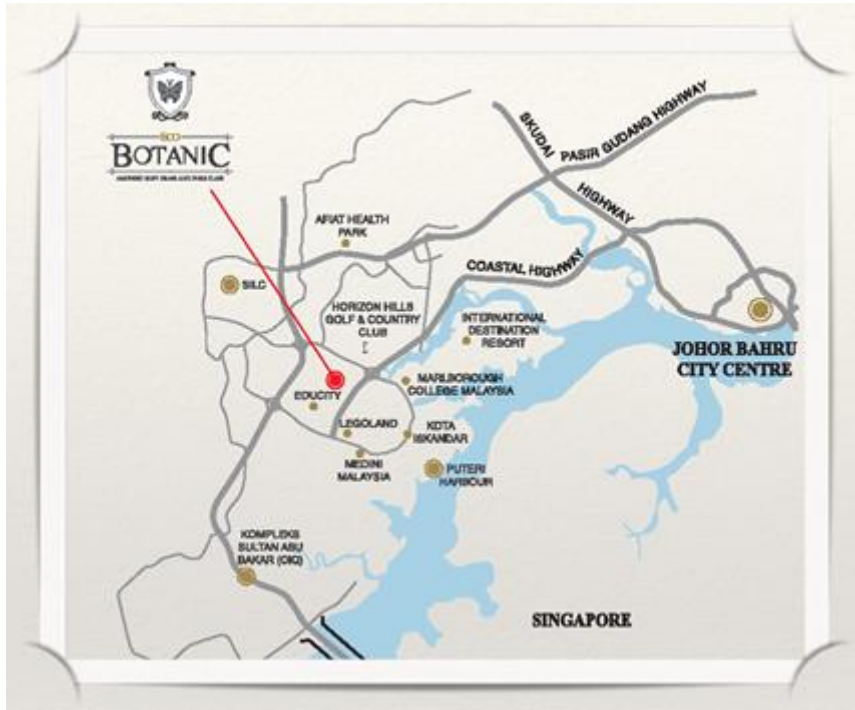 ECO
BOTANIC
SKUDAI
HIGHWAY
PASIR GUDANG HIGHWAY
AFIAT HEALTH
PARK
COASTAL HIGHWAY
SILC
HORIZON HILLS
GOLF & COUNTRY
CLUB
INTERNATIONAL
DESTINATION
RESORT
JOHOR BAHRU
CITY CENTRE
MARLBOROUGH
COLLEGE MALAYSIA
EDUCITY
LEGOLAND
KOTA
ISKANDAR
MEDINI
MALAYSIA
PUTERI
HARBOUR
KOMPLEKS
SULTAN ABU
BAKAR (CIQ)
SINGAPORE